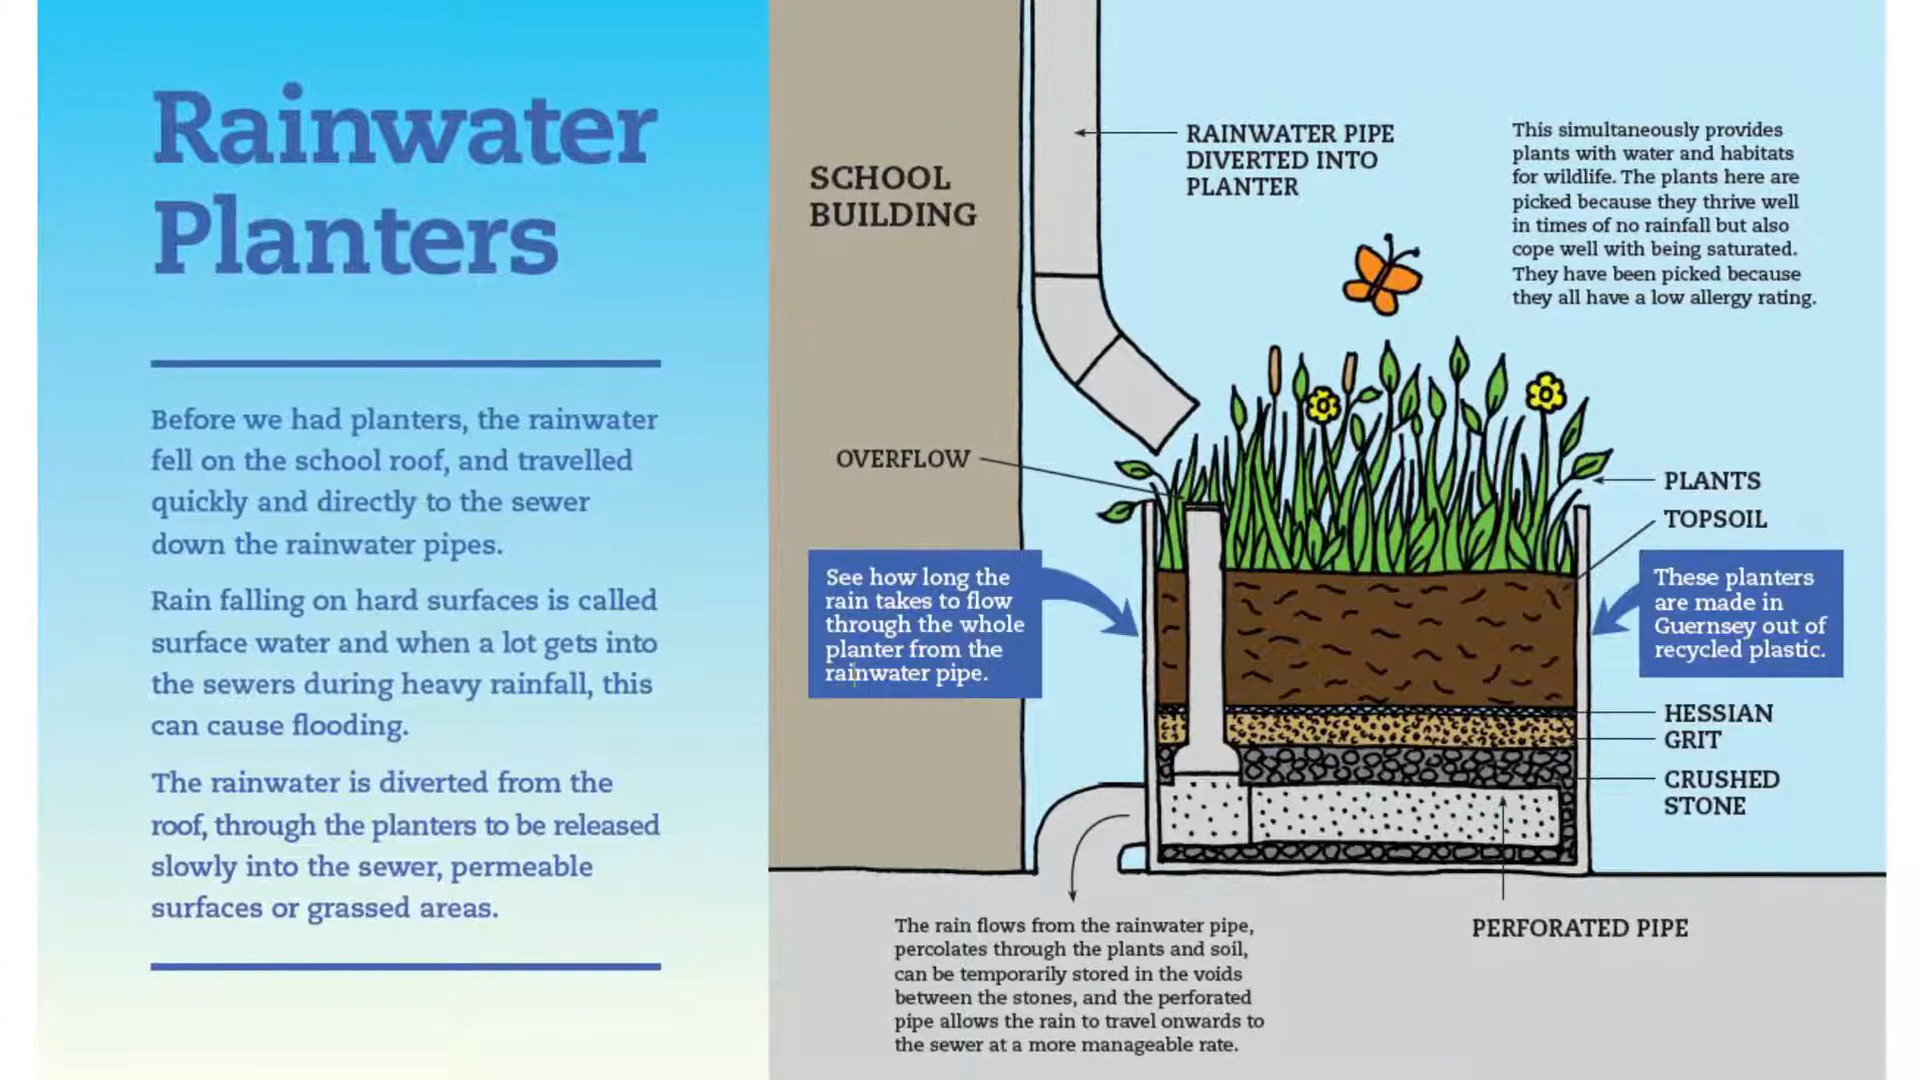 Rainwater
Planters
Before we had planters, the rainwater
fell on the school roof, and travelled
quickly and directly to the sewer
down the rainwater pipes.
Rain falling on hard surfaces is called
surface water and when a lot gets into
the sewers during heavy rainfall, this
can cause flooding.
The rainwater is diverted from the
roof, through the planters to be released
slowly into the sewer, permeable
surfaces or grassed areas.
SCHOOL
BUILDING
RAINWATER PIPE
DIVERTED INTO
PLANTER
This simultaneously provides
plants with water and habitats
for wildlife. The plants here are
picked because they thrive well
in times of no rainfall but also
cope well with being saturated.
They have been picked because
they all have a low allergy rating.
OVERFLOW
PLANTS
TOPSOIL
See how long the
rain takes to flow
through the whole
planter from the
rainwater pipe.
These planters
are made in
Guernsey out of
recycled plastic.
HESSIAN
GRIT
CRUSHED
STONE
PERFORATED PIPE
The rain flows from the rainwater pipe,
percolates through the plants and soil,
can be temporarily stored in the voids
between the stones, and the perforated
pipe allows the rain to travel onwards to
the sewer at a more manageable rate.